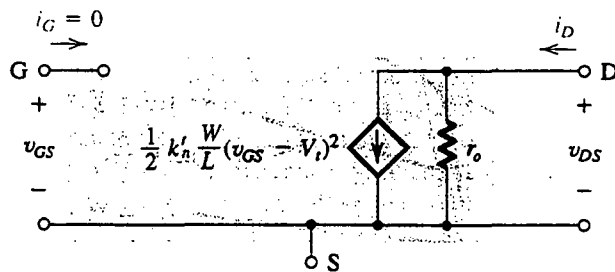 i_G = 0
i_D
G
D
+
+
v_GS
1/2 k'_n W/L (v_GS − V_t)^2
r_o
v_DS
−
−
S